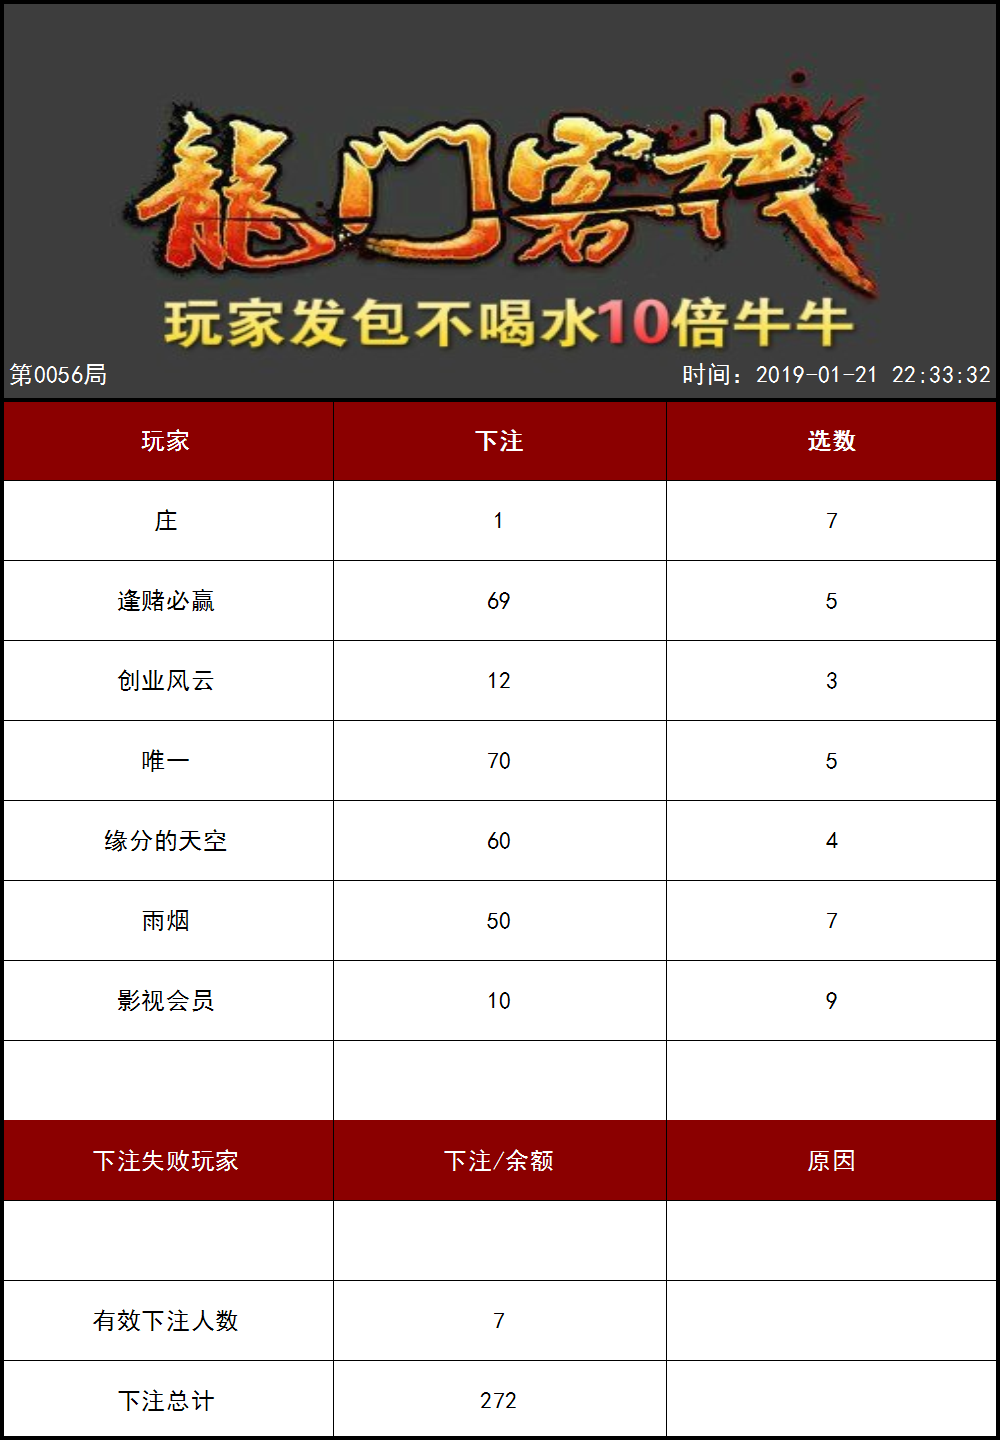 龍门客栈
玩家发包不喝水10倍牛牛
第0056局 时间：2019-01-21 22:33:32
玩家 下注 选数
庄 1 7
逢赌必赢 69 5
创业风云 12 3
唯一 70 5
缘分的天空 60 4
雨烟 50 7
影视会员 10 9
下注失败玩家 下注/余额 原因
有效下注人数 7
下注总计 272